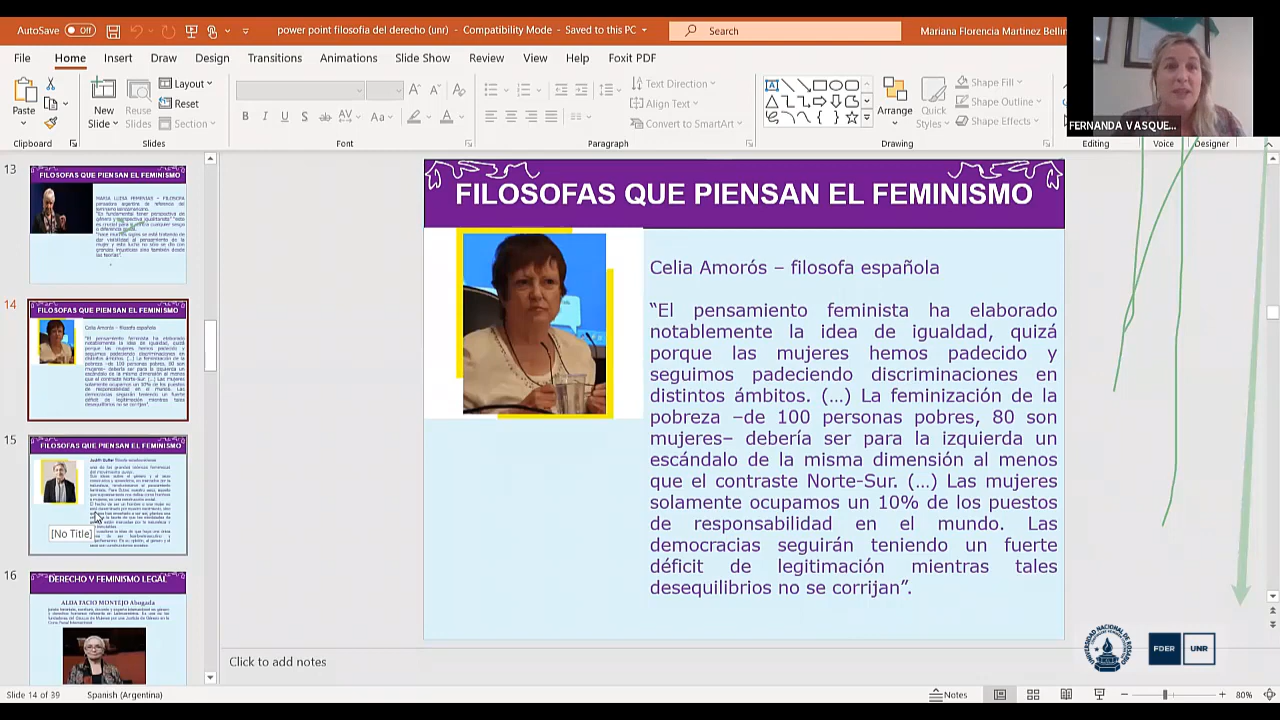 AutoSave Off power point filosofia del derecho (unr) - Compatibility Mode - Saved to this PC Search Mariana Florencia Martinez Bellin
File Home Insert Draw Design Transitions Animations Slide Show Review View Help Foxit PDF
Paste New Slide Reuse Slides Layout Reset Section
Text Direction Align Text Convert to SmartArt
Arrange Quick Styles Shape Fill Shape Outline Shape Effects
Clipboard Slides Font Paragraph Drawing Editing Voice Designer
FERNANDA VASQUE...
13
FILOSOFAS QUE PIENSAN EL FEMINISMO
14
FILOSOFAS QUE PIENSAN EL FEMINISMO
Celia Amorós – filosofa española
15
FILOSOFAS QUE PIENSAN EL FEMINISMO
[No Title]
16
DERECHO Y FEMINISMO LEGAL
ALDA FACIO MONTEJO Abogada
FILOSOFAS QUE PIENSAN EL FEMINISMO
Celia Amorós – filosofa española
“El pensamiento feminista ha elaborado
notablemente la idea de igualdad, quizá
porque las mujeres hemos padecido y
seguimos padeciendo discriminaciones en
distintos ámbitos. (…) La feminización de la
pobreza –de 100 personas pobres, 80 son
mujeres– debería ser para la izquierda un
escándalo de la misma dimensión al menos
que el contraste Norte-Sur. (…) Las mujeres
solamente ocupamos un 10% de los puestos
de responsabilidad en el mundo. Las
democracias seguirán teniendo un fuerte
déficit de legitimación mientras tales
desequilibrios no se corrijan”.
UNIVERSIDAD NACIONAL DE ROSARIO
FDER UNR
Click to add notes
Slide 14 of 39 Spanish (Argentina) Notes 80%